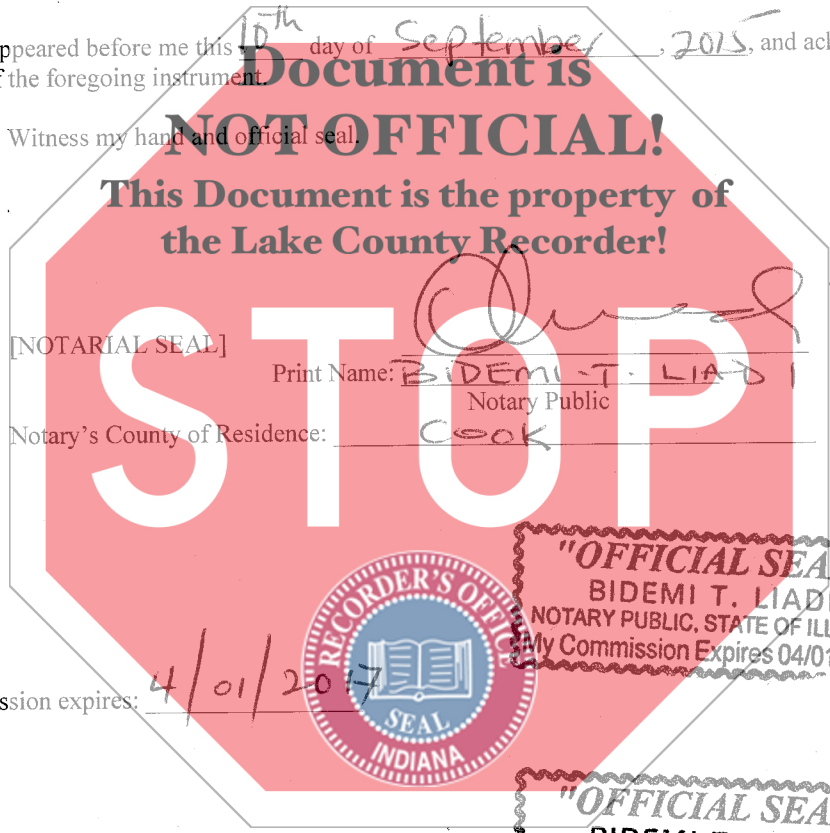 ppeared before me this 10th day of September, 2015, and ack
f the foregoing instrument.
Document is
Witness my hand and official seal.
NOT OFFICIAL!
This Document is the property of
the Lake County Recorder!
STOP
[NOTARIAL SEAL]
Print Name: BIDEMI T. LIADI
Notary Public
Notary's County of Residence: Cook
"OFFICIAL SEA
BIDEMI T. LIADI
NOTARY PUBLIC, STATE OF ILL
My Commission Expires 04/01
RECORDER'S OFFICE
SEAL
INDIANA
ssion expires: 4/01/2017
"OFFICIAL SEA
BIDEMI T